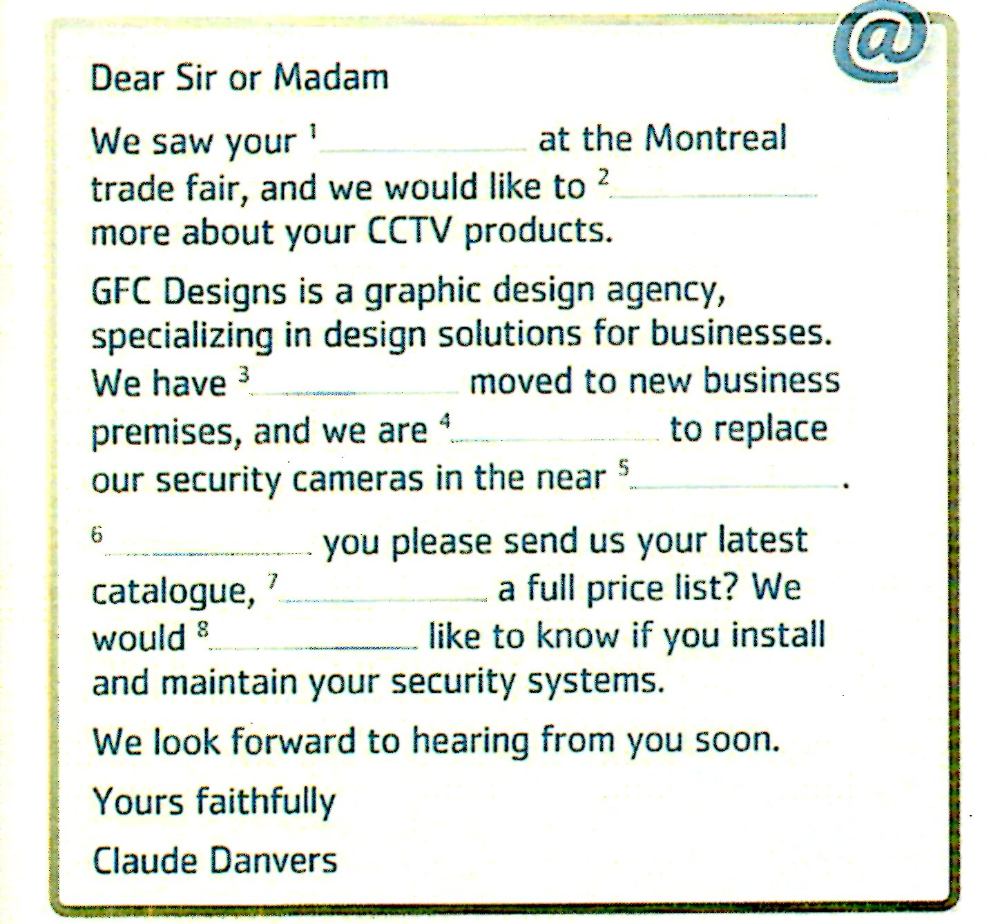 @
Dear Sir or Madam
We saw your 1__________ at the Montreal
trade fair, and we would like to 2__________
more about your CCTV products.
GFC Designs is a graphic design agency,
specializing in design solutions for businesses.
We have 3__________ moved to new business
premises, and we are 4__________ to replace
our security cameras in the near 5__________.
6__________ you please send us your latest
catalogue, 7__________ a full price list? We
would 8__________ like to know if you install
and maintain your security systems.
We look forward to hearing from you soon.
Yours faithfully
Claude Danvers